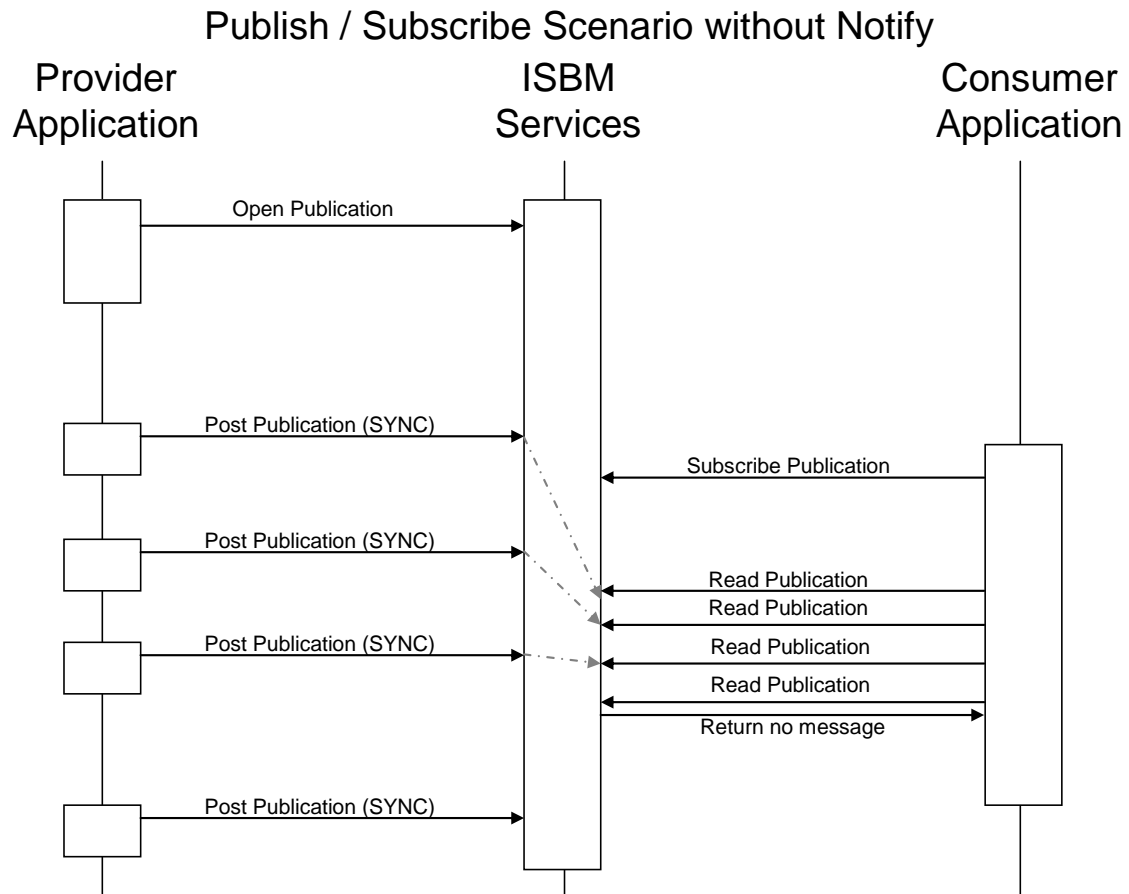 Publish / Subscribe Scenario without Notify
Provider
Application
ISBM
Services
Consumer
Application
Open Publication
Post Publication (SYNC)
Subscribe Publication
Post Publication (SYNC)
Read Publication
Read Publication
Post Publication (SYNC)
Read Publication
Read Publication
Return no message
Post Publication (SYNC)